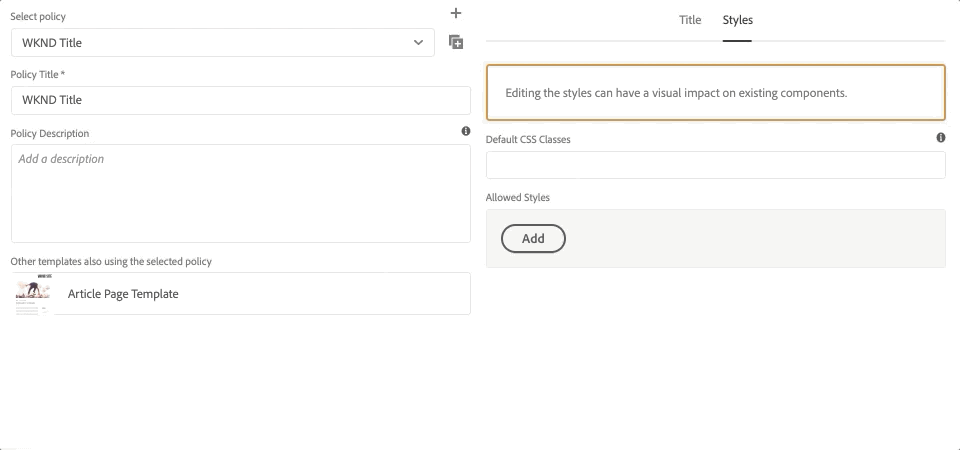 Select policy
WKND Title
Policy Title *
WKND Title
Policy Description
Add a description
Other templates also using the selected policy
Article Page Template
Title Styles
Editing the styles can have a visual impact on existing components.
Default CSS Classes
Allowed Styles
Add